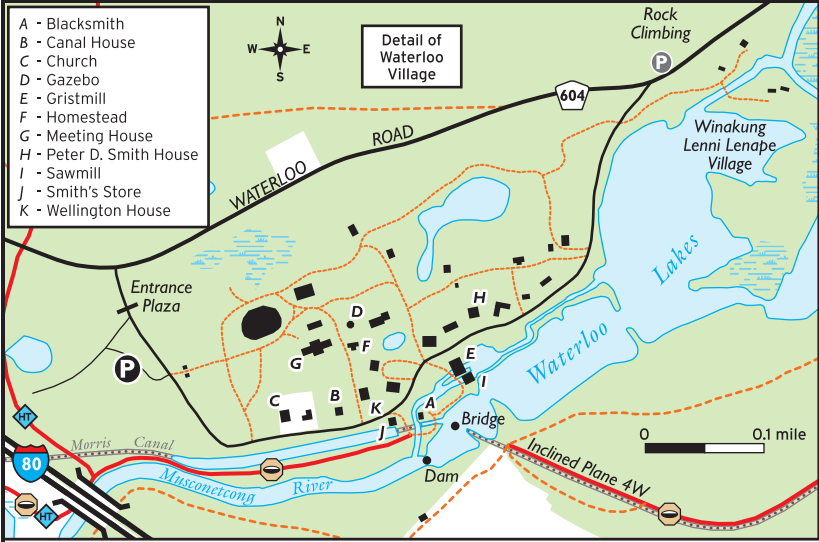 A - Blacksmith
B - Canal House
C - Church
D - Gazebo
E - Gristmill
F - Homestead
G - Meeting House
H - Peter D. Smith House
I - Sawmill
J - Smith's Store
K - Wellington House
N
W
E
S
Detail of
Waterloo
Village
Rock
Climbing
P
604
WATERLOO ROAD
Winakung
Lenni Lenape
Village
Entrance
Plaza
P
Waterloo Lakes
H
D
F
G
E
I
C
B
K
A
J
Bridge
Dam
0
0.1 mile
Inclined Plane 4W
Morris Canal
Musconetcong River
HT
80
HT